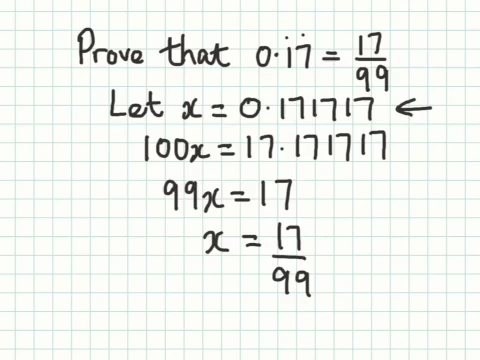 Prove that 0·1̇7̇ = 17/99
Let x = 0·171717 ←
100x = 17·171717
99x = 17
x = 17/99